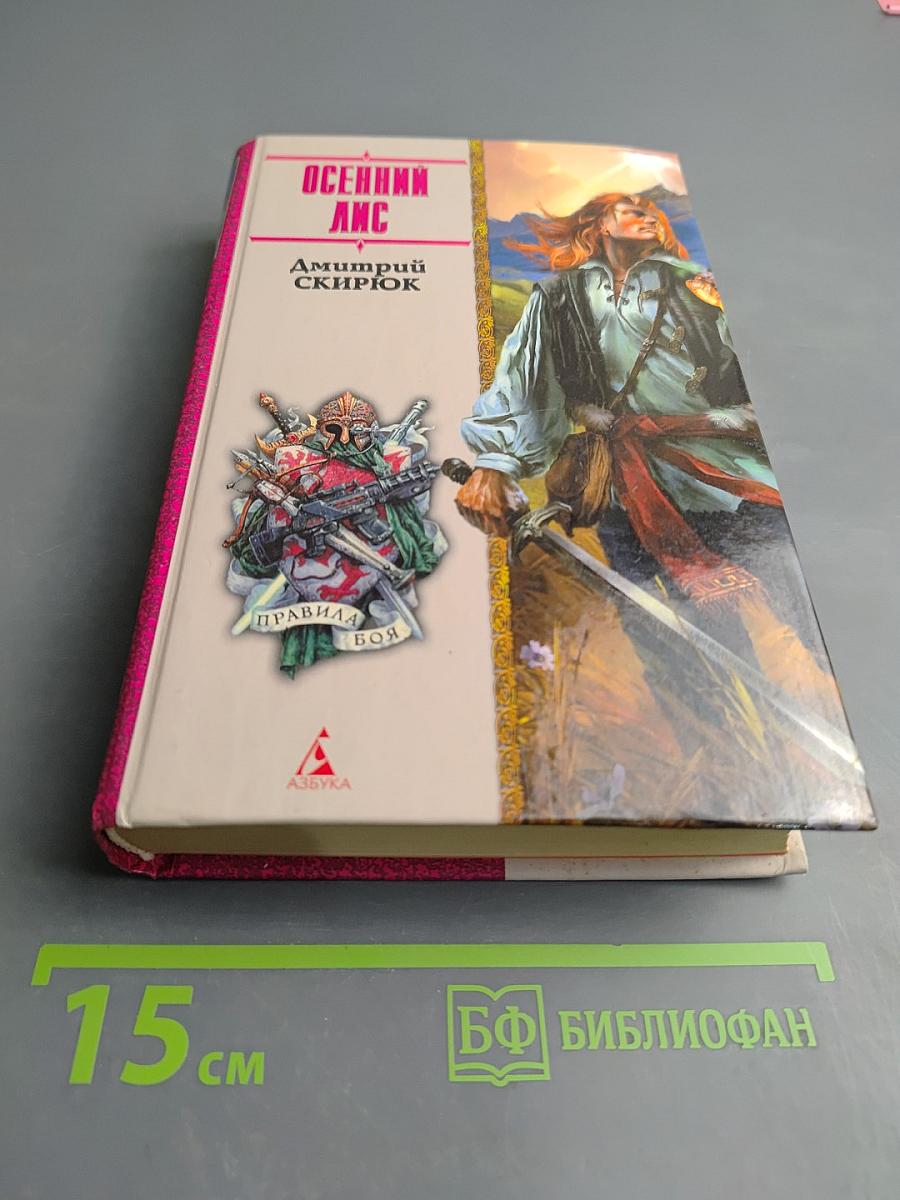 ОСЕННИЙ
ЛИС
Дмитрий
СКИРЮК
ПРАВИЛА
БОЯ
АЗБУКА
15 см
БФ БИБЛИОФАН